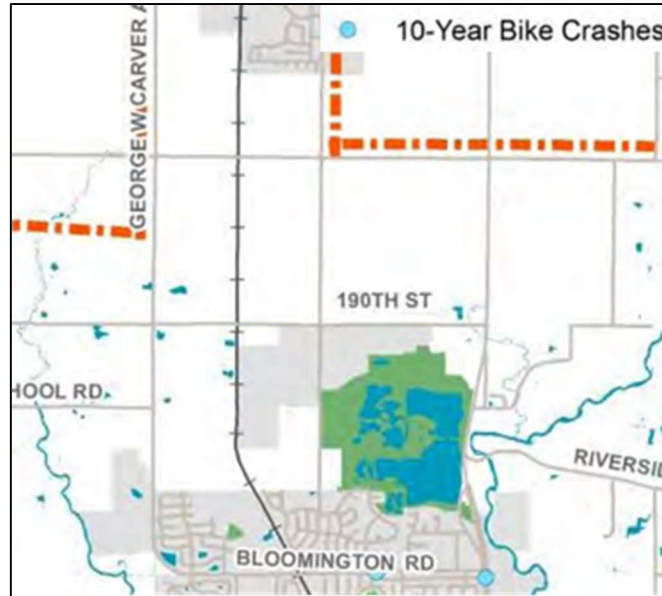 10-Year Bike Crashes
GEORGE W CARVER A
190TH ST
HOOL RD
RIVERSID
BLOOMINGTON RD